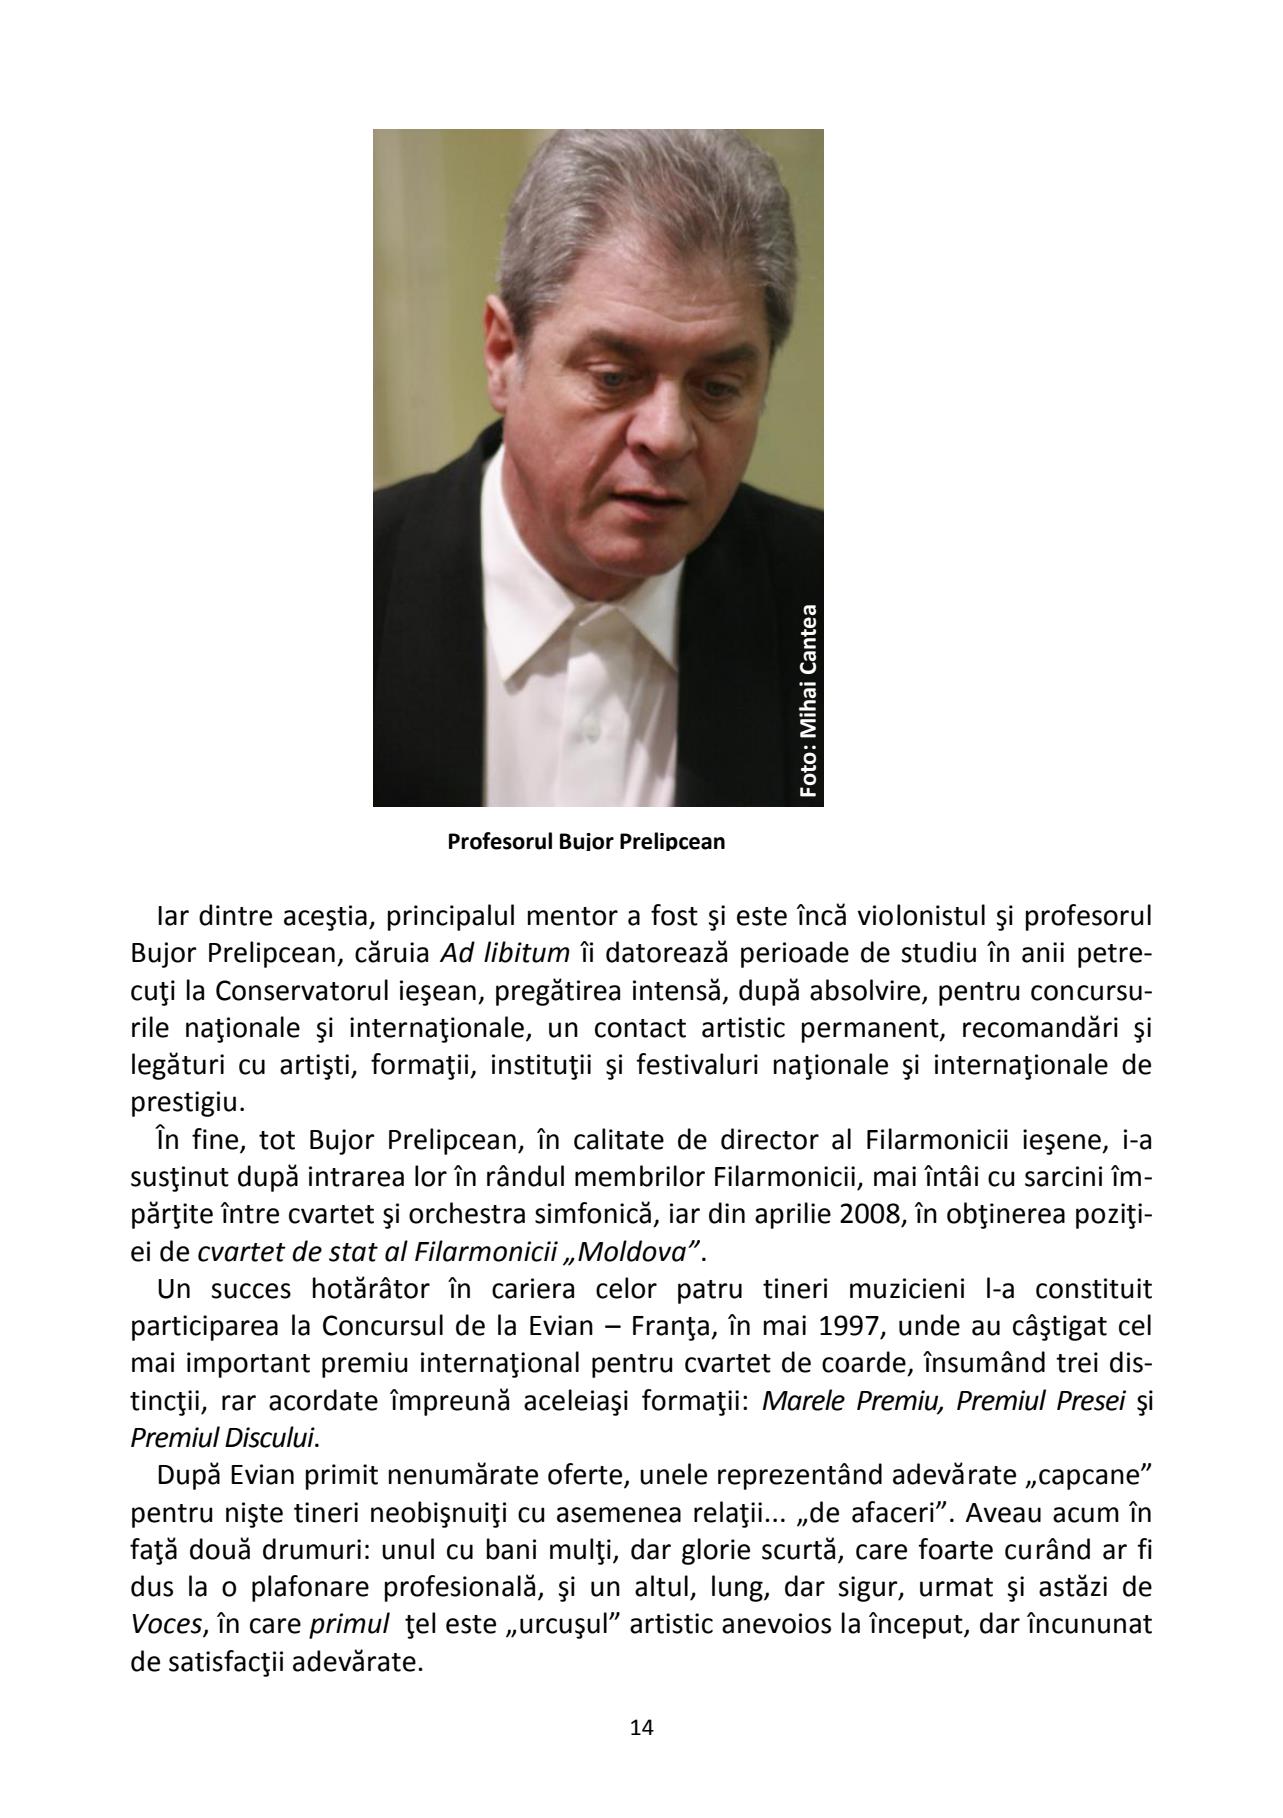 Foto: Mihai Cantea
Profesorul Bujor Prelipcean
Iar dintre aceştia, principalul mentor a fost şi este încă violonistul şi profesorul
Bujor Prelipcean, căruia Ad libitum îi datorează perioade de studiu în anii petre-
cuţi la Conservatorul ieşean, pregătirea intensă, după absolvire, pentru concursu-
rile naţionale şi internaţionale, un contact artistic permanent, recomandări şi
legături cu artişti, formaţii, instituţii şi festivaluri naţionale şi internaţionale de
prestigiu.
În fine, tot Bujor Prelipcean, în calitate de director al Filarmonicii ieşene, i-a
susţinut după intrarea lor în rândul membrilor Filarmonicii, mai întâi cu sarcini îm-
părţite între cvartet şi orchestra simfonică, iar din aprilie 2008, în obţinerea poziţi-
ei de cvartet de stat al Filarmonicii „Moldova”.
Un succes hotărâtor în cariera celor patru tineri muzicieni l-a constituit
participarea la Concursul de la Evian – Franţa, în mai 1997, unde au câştigat cel
mai important premiu internaţional pentru cvartet de coarde, însumând trei dis-
tincţii, rar acordate împreună aceleiaşi formaţii: Marele Premiu, Premiul Presei şi
Premiul Discului.
După Evian primit nenumărate oferte, unele reprezentând adevărate „capcane”
pentru nişte tineri neobişnuiţi cu asemenea relaţii... „de afaceri”. Aveau acum în
faţă două drumuri: unul cu bani mulţi, dar glorie scurtă, care foarte curând ar fi
dus la o plafonare profesională, şi un altul, lung, dar sigur, urmat şi astăzi de
Voces, în care primul ţel este „urcuşul” artistic anevoios la început, dar încununat
de satisfacţii adevărate.
14